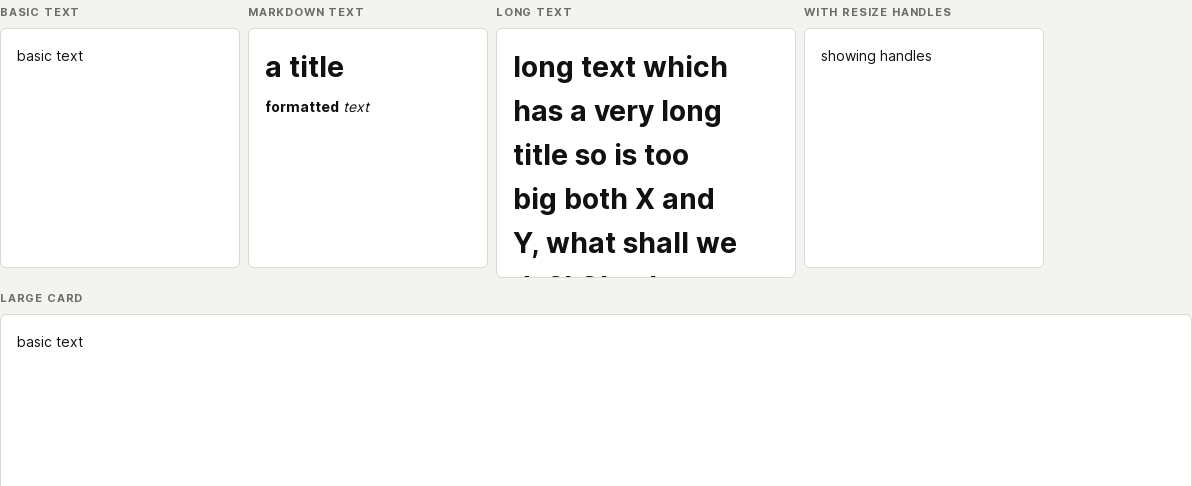 BASIC TEXT
basic text
MARKDOWN TEXT
a title
formatted text
LONG TEXT
long text which
has a very long
title so is too
big both X and
Y, what shall we
WITH RESIZE HANDLES
showing handles
LARGE CARD
basic text